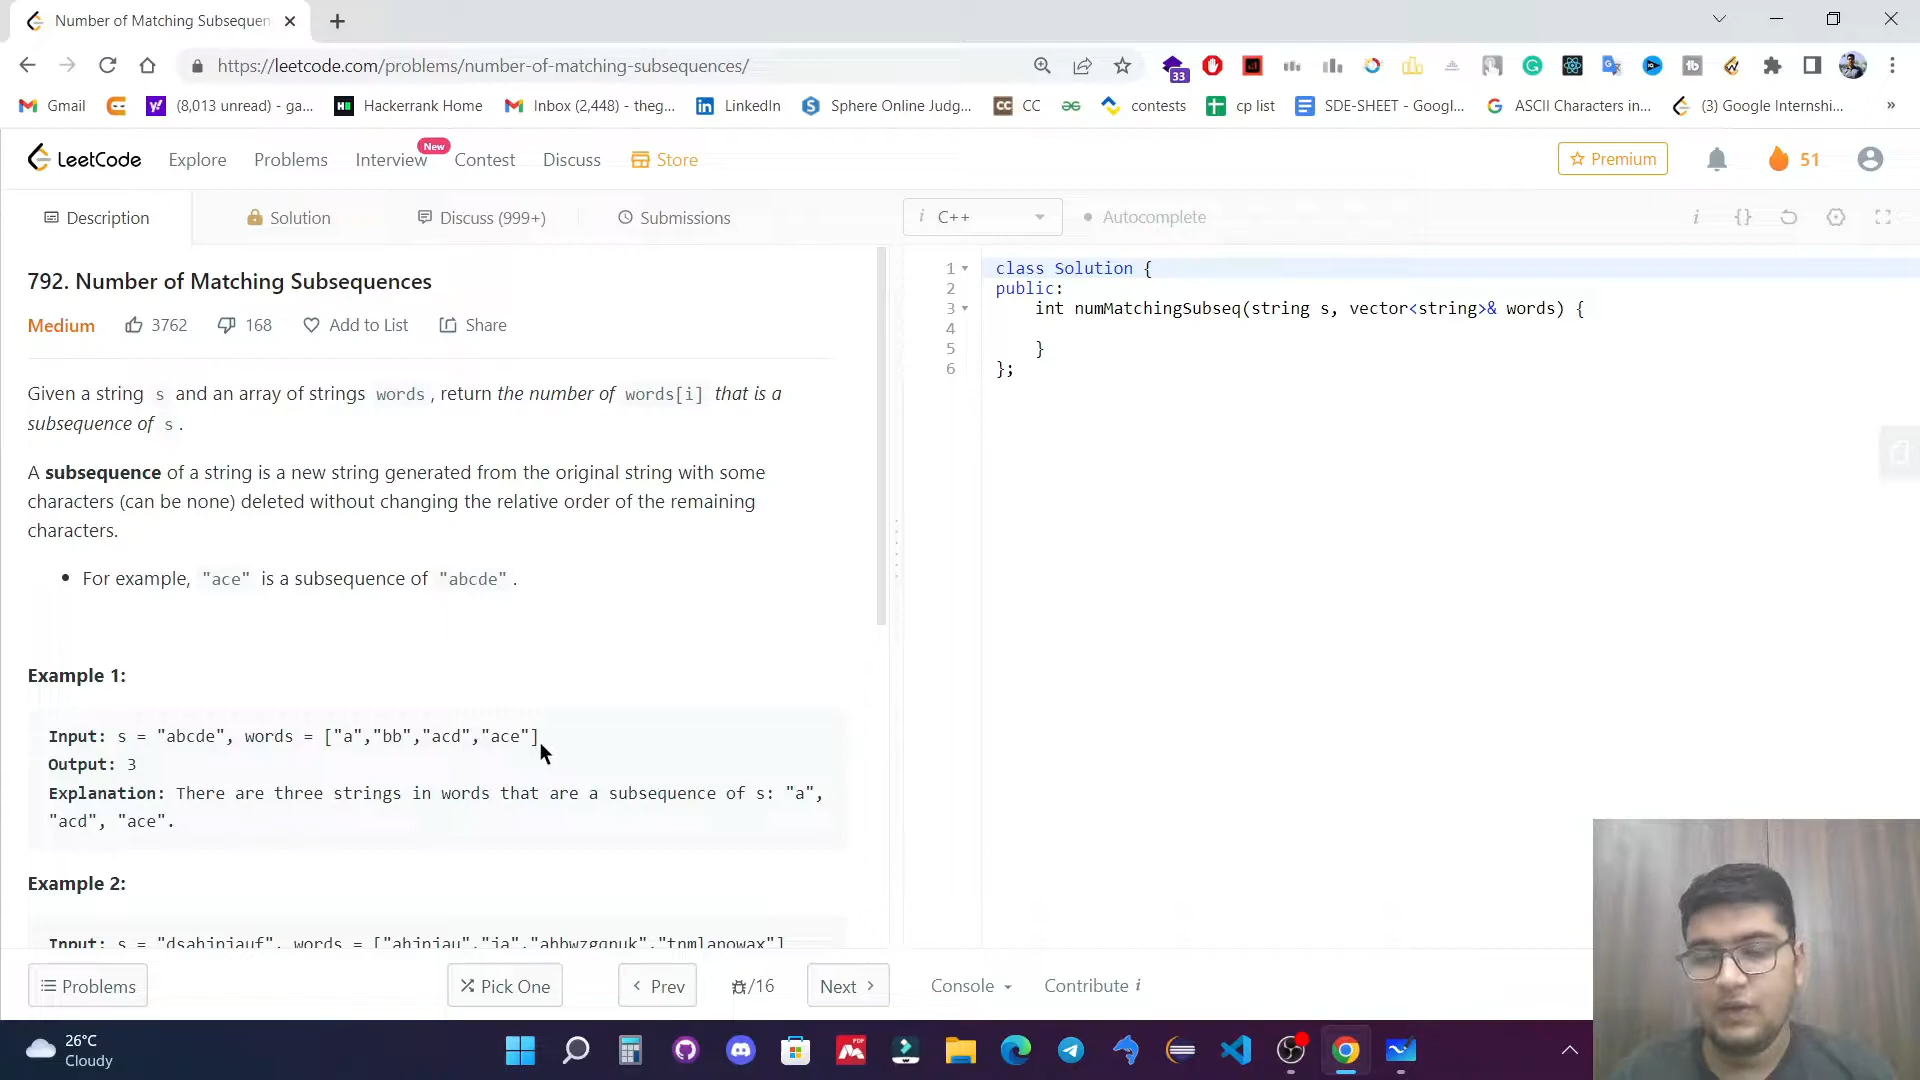 Number of Matching Subsequen
https://leetcode.com/problems/number-of-matching-subsequences/
33
Gmail
(8,013 unread) - ga...
Hackerrank Home
Inbox (2,448) - theg...
LinkedIn
Sphere Online Judg...
CC
contests
cp list
SDE-SHEET - Googl...
ASCII Characters in...
(3) Google Internshi...
»
LeetCode
Explore
Problems
Interview
New
Contest
Discuss
Store
Premium
51
Description
Solution
Discuss (999+)
Submissions
i C++
Autocomplete
i {}
792. Number of Matching Subsequences
Medium
3762
168
Add to List
Share
Given a string s and an array of strings words, return the number of words[i] that is a
subsequence of s.
A subsequence of a string is a new string generated from the original string with some
characters (can be none) deleted without changing the relative order of the remaining
characters.
• For example, "ace" is a subsequence of "abcde".
Example 1:
Input: s = "abcde", words = ["a","bb","acd","ace"]
Output: 3
Explanation: There are three strings in words that are a subsequence of s: "a",
"acd", "ace".
Example 2:
Input: s = "dsahjpjauf", words = ["ahjpjau","ja","ahbwzgqnuk","tnmlanowax"]
1 class Solution {
2 public:
3 int numMatchingSubseq(string s, vector<string>& words) {
4
5 }
6 };
Problems
Pick One
Prev
/16
Next
Console
Contribute i
26°C
Cloudy